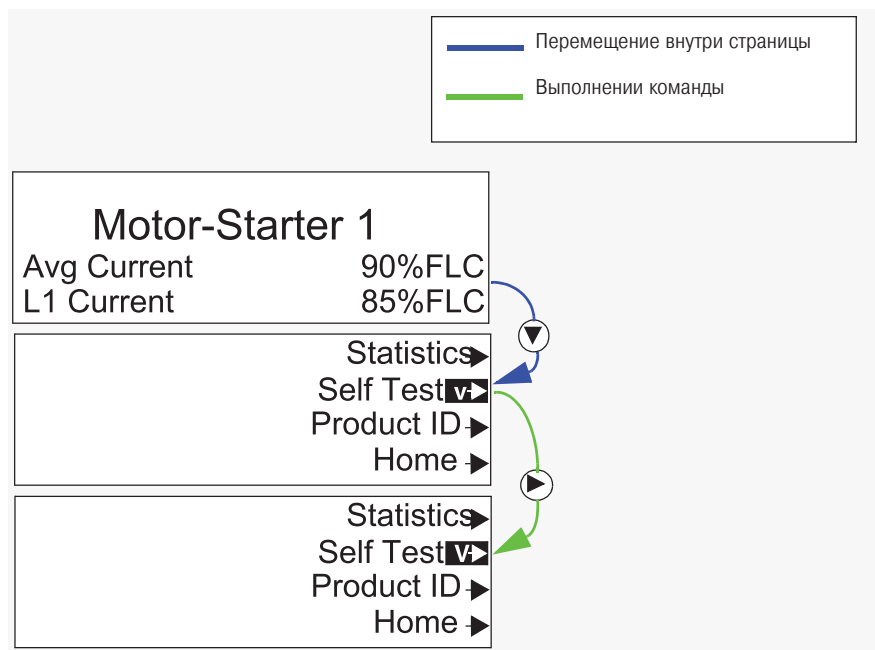 Перемещение внутри страницы
Выполнении команды
Motor-Starter 1
Avg Current 90%FLC
L1 Current 85%FLC
Statistics
Self Test v
Product ID
Home
Statistics
Self Test V
Product ID
Home